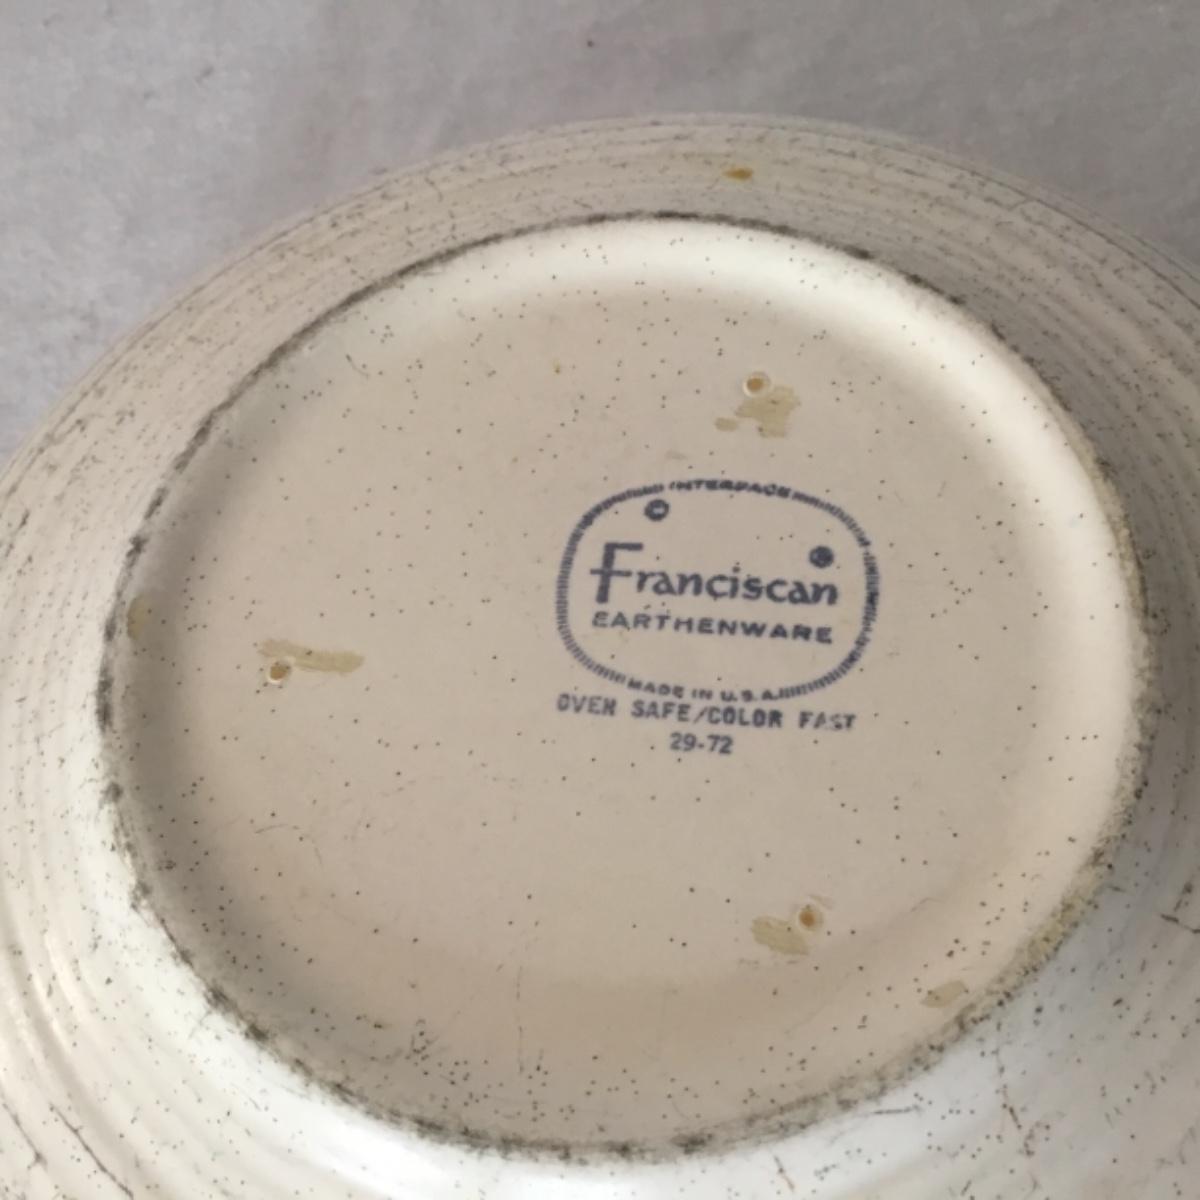 INTERPACE
©
®
Franciscan
EARTHENWARE
MADE IN U.S.A.
OVEN SAFE/COLOR FAST
29-72